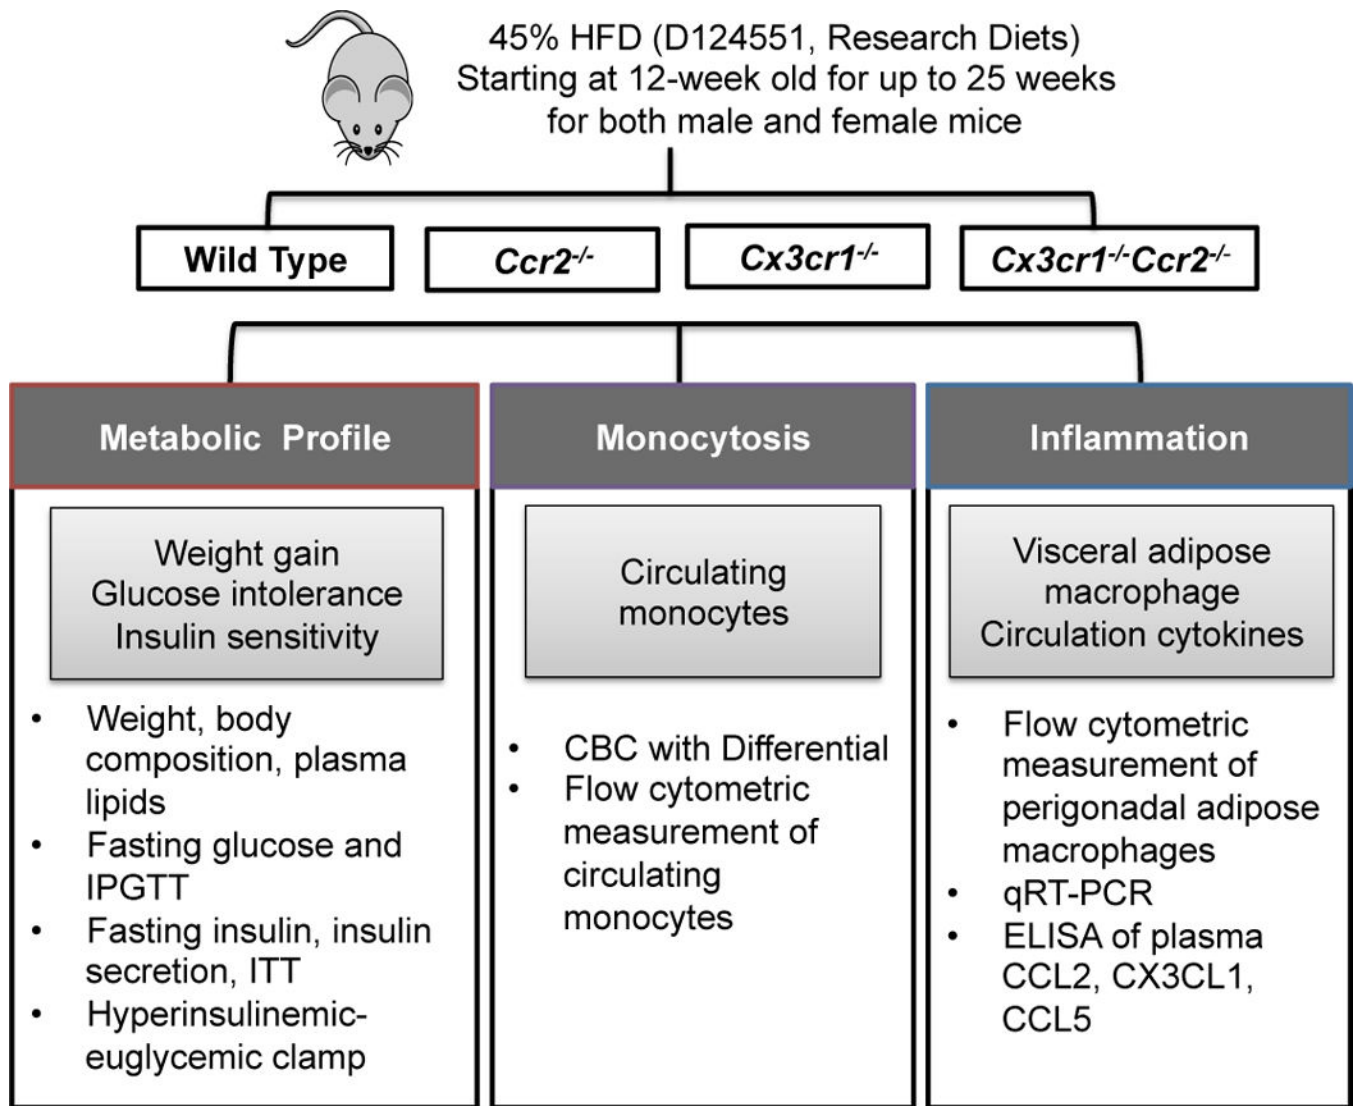 45% HFD (D124551, Research Diets)
Starting at 12-week old for up to 25 weeks
for both male and female mice
Wild Type
Ccr2-/-
Cx3cr1-/-
Cx3cr1-/-Ccr2-/-
Metabolic Profile
Weight gain
Glucose intolerance
Insulin sensitivity
• Weight, body
composition, plasma
lipids
• Fasting glucose and
IPGTT
• Fasting insulin, insulin
secretion, ITT
• Hyperinsulinemic-
euglycemic clamp
Monocytosis
Circulating
monocytes
• CBC with Differential
• Flow cytometric
measurement of
circulating
monocytes
Inflammation
Visceral adipose
macrophage
Circulation cytokines
• Flow cytometric
measurement of
perigonadal adipose
macrophages
• qRT-PCR
• ELISA of plasma
CCL2, CX3CL1,
CCL5